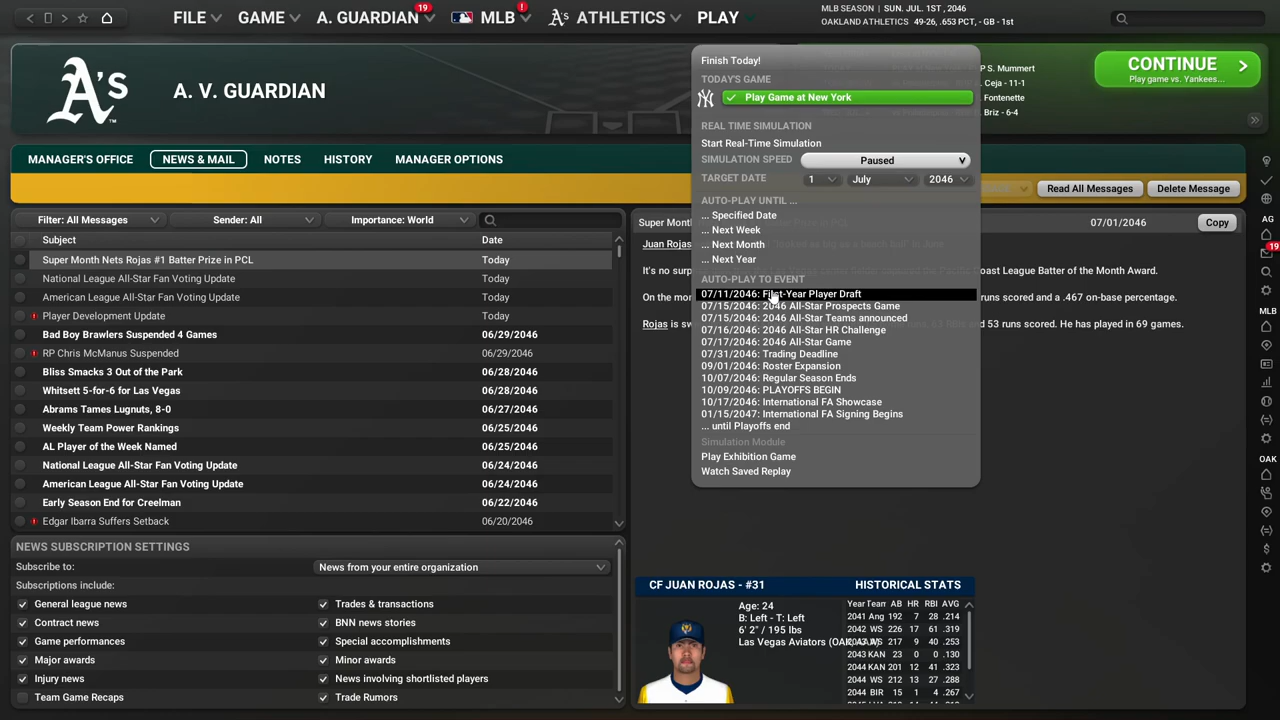 FILE
GAME
A. GUARDIAN
19
MLB
!
A's ATHLETICS
PLAY
MLB SEASON | SUN. JUL. 1ST , 2046
OAKLAND ATHLETICS 49-26, .653 PCT, - GB - 1st
A's
A. V. GUARDIAN
P S. Mummert
Ceja - 11-1
Fontenette
Briz - 6-4
CONTINUE
Play game vs. Yankees...
MANAGER'S OFFICE
NEWS & MAIL
NOTES
HISTORY
MANAGER OPTIONS
Read All Messages
Delete Message
Finish Today!
TODAY'S GAME
Play Game at New York
REAL TIME SIMULATION
Start Real-Time Simulation
SIMULATION SPEED Paused
TARGET DATE 1 July 2046
AUTO-PLAY UNTIL ...
... Specified Date
... Next Week
... Next Month
... Next Year
AUTO-PLAY TO EVENT
07/11/2046: First-Year Player Draft
07/15/2046: 2046 All-Star Prospects Game
07/15/2046: 2046 All-Star Teams announced
07/16/2046: 2046 All-Star HR Challenge
07/17/2046: 2046 All-Star Game
07/31/2046: Trading Deadline
09/01/2046: Roster Expansion
10/07/2046: Regular Season Ends
10/09/2046: PLAYOFFS BEGIN
10/17/2046: International FA Showcase
01/15/2047: International FA Signing Begins
... until Playoffs end
Simulation Module
Play Exhibition Game
Watch Saved Replay
Filter: All Messages
Sender: All
Importance: World
Subject Date
Super Month Nets Rojas #1 Batter Prize in PCL Today
National League All-Star Fan Voting Update Today
American League All-Star Fan Voting Update Today
Player Development Update Today
Bad Boy Brawlers Suspended 4 Games 06/29/2046
RP Chris McManus Suspended 06/29/2046
Bliss Smacks 3 Out of the Park 06/28/2046
Whitsett 5-for-6 for Las Vegas 06/28/2046
Abrams Tames Lugnuts, 8-0 06/27/2046
Weekly Team Power Rankings 06/25/2046
AL Player of the Week Named 06/25/2046
National League All-Star Fan Voting Update 06/24/2046
American League All-Star Fan Voting Update 06/24/2046
Early Season End for Creelman 06/22/2046
Edgar Ibarra Suffers Setback 06/20/2046
Super Month 07/01/2046 Copy
Juan Rojas
It's no surp Pacific Coast League Batter of the Month Award.
On the mor runs scored and a .467 on-base percentage.
Rojas is sw and 53 runs scored. He has played in 69 games.
NEWS SUBSCRIPTION SETTINGS
Subscribe to: News from your entire organization
Subscriptions include:
General league news Trades & transactions
Contract news BNN news stories
Game performances Special accomplishments
Major awards Minor awards
Injury news News involving shortlisted players
Team Game Recaps Trade Rumors
CF JUAN ROJAS - #31
Age: 24
B: Left - T: Left
6' 2" / 195 lbs
Las Vegas Aviators (OAK,
HISTORICAL STATS
Year Team AB HR RBI AVG
2041 Ang 192 7 28 .214
2042 WS 226 17 61 .319
WS 217 9 40 .253
2043 KAN 23 0 0 .130
2044 KAN 201 12 41 .323
2044 WS 212 13 27 .288
2044 BIR 15 1 4 .267
AG
19
MLB
OAK